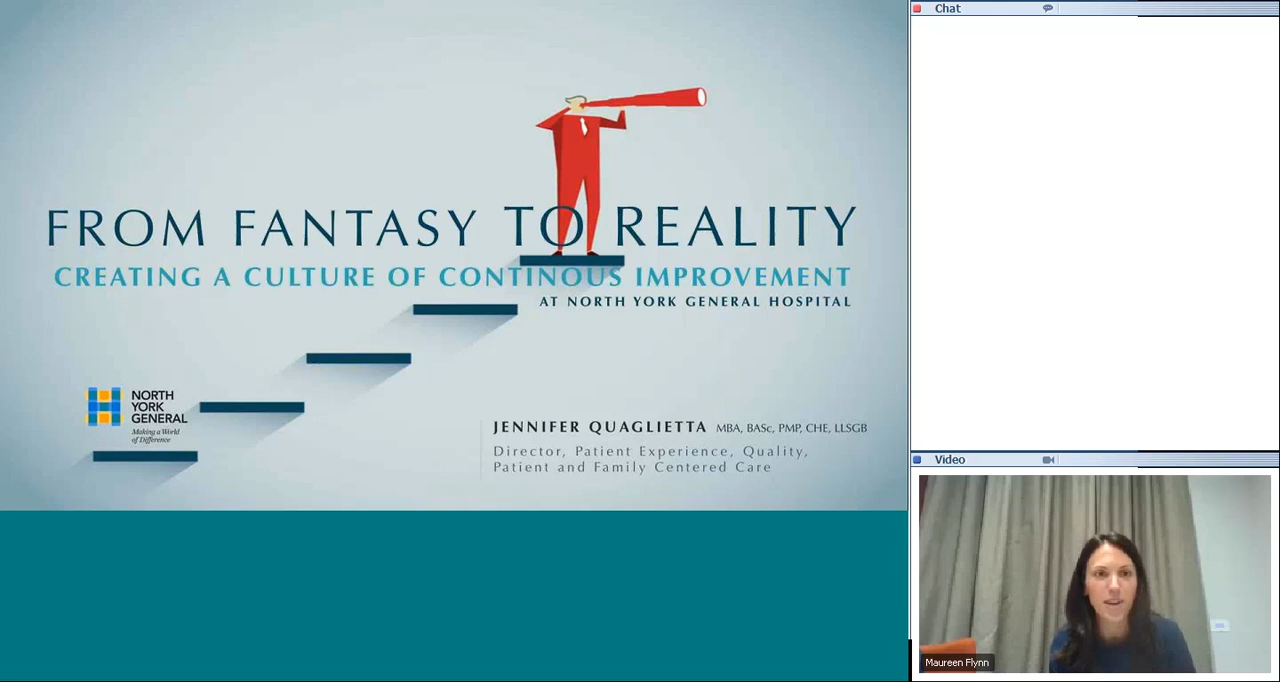 FROM FANTASY TO REALITY
CREATING A CULTURE OF CONTINOUS IMPROVEMENT
AT NORTH YORK GENERAL HOSPITAL
NORTH
YORK
GENERAL
Making a World
of Difference
JENNIFER QUAGLIETTA MBA, BASc, PMP, CHE, LLSGB
Director, Patient Experience, Quality,
Patient and Family Centered Care
Chat
Video
Maureen Flynn